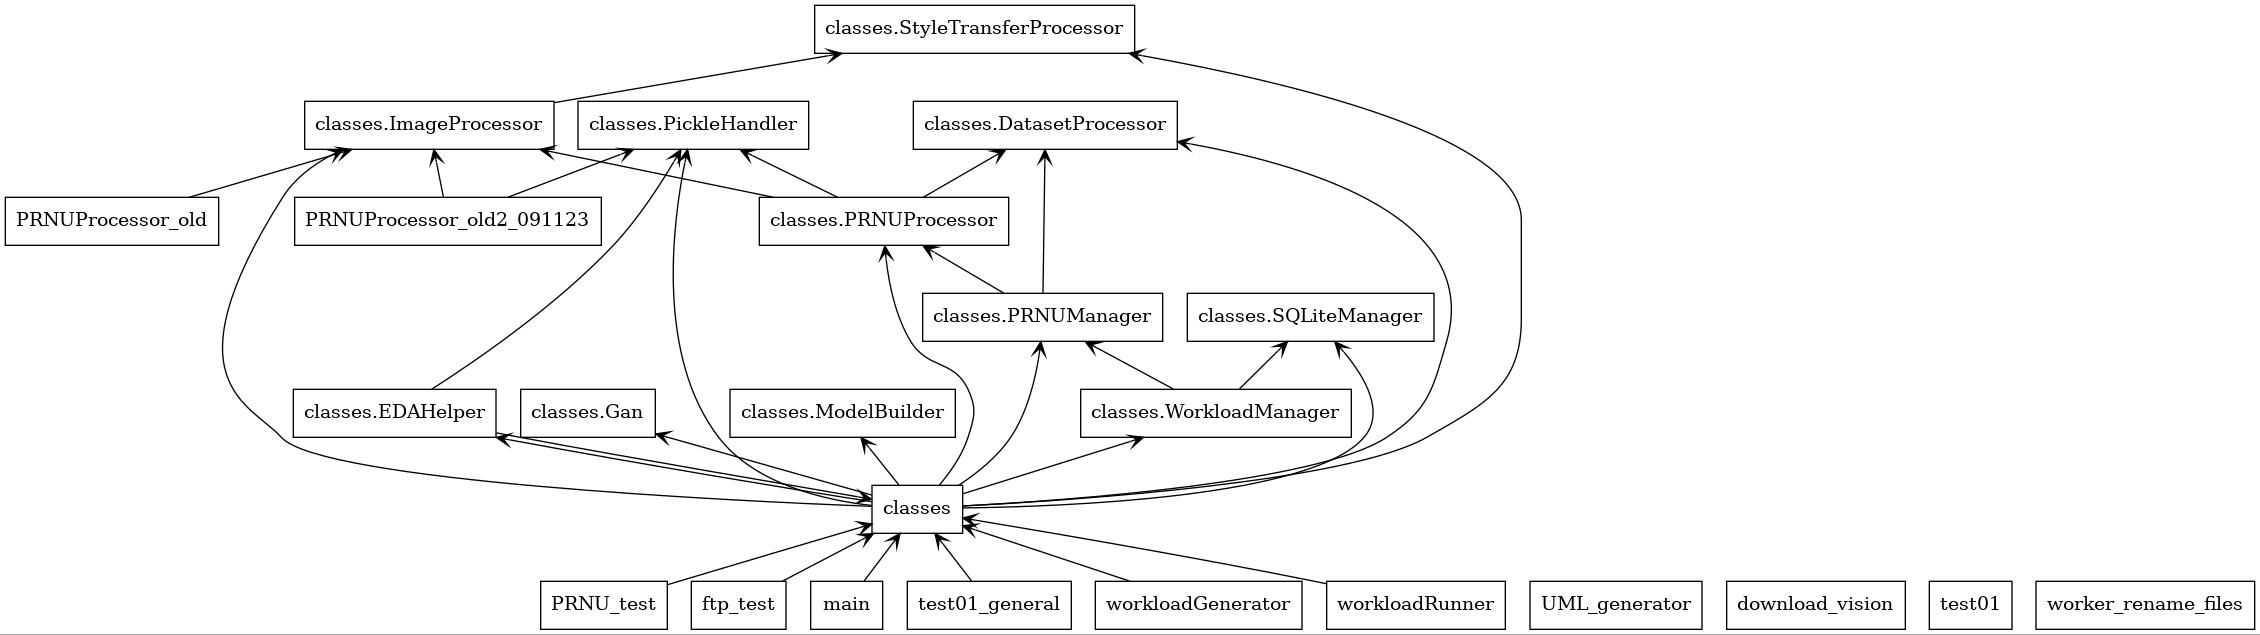 classes.StyleTransferProcessor
classes.ImageProcessor
classes.PickleHandler
classes.DatasetProcessor
PRNUProcessor_old
PRNUProcessor_old2_091123
classes.PRNUProcessor
classes.PRNUManager
classes.SQLiteManager
classes.EDAHelper
classes.Gan
classes.ModelBuilder
classes.WorkloadManager
classes
PRNU_test
ftp_test
main
test01_general
workloadGenerator
workloadRunner
UML_generator
download_vision
test01
worker_rename_files